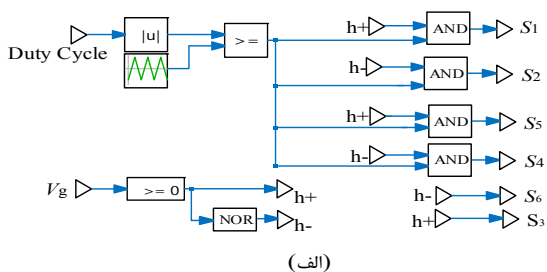 h+ AND S1
Duty Cycle |u| >=
h- AND S2
h+ AND S5
h- AND S4
Vg >= 0 h+
NOR h-
h- S6
h+ S3
(الف)